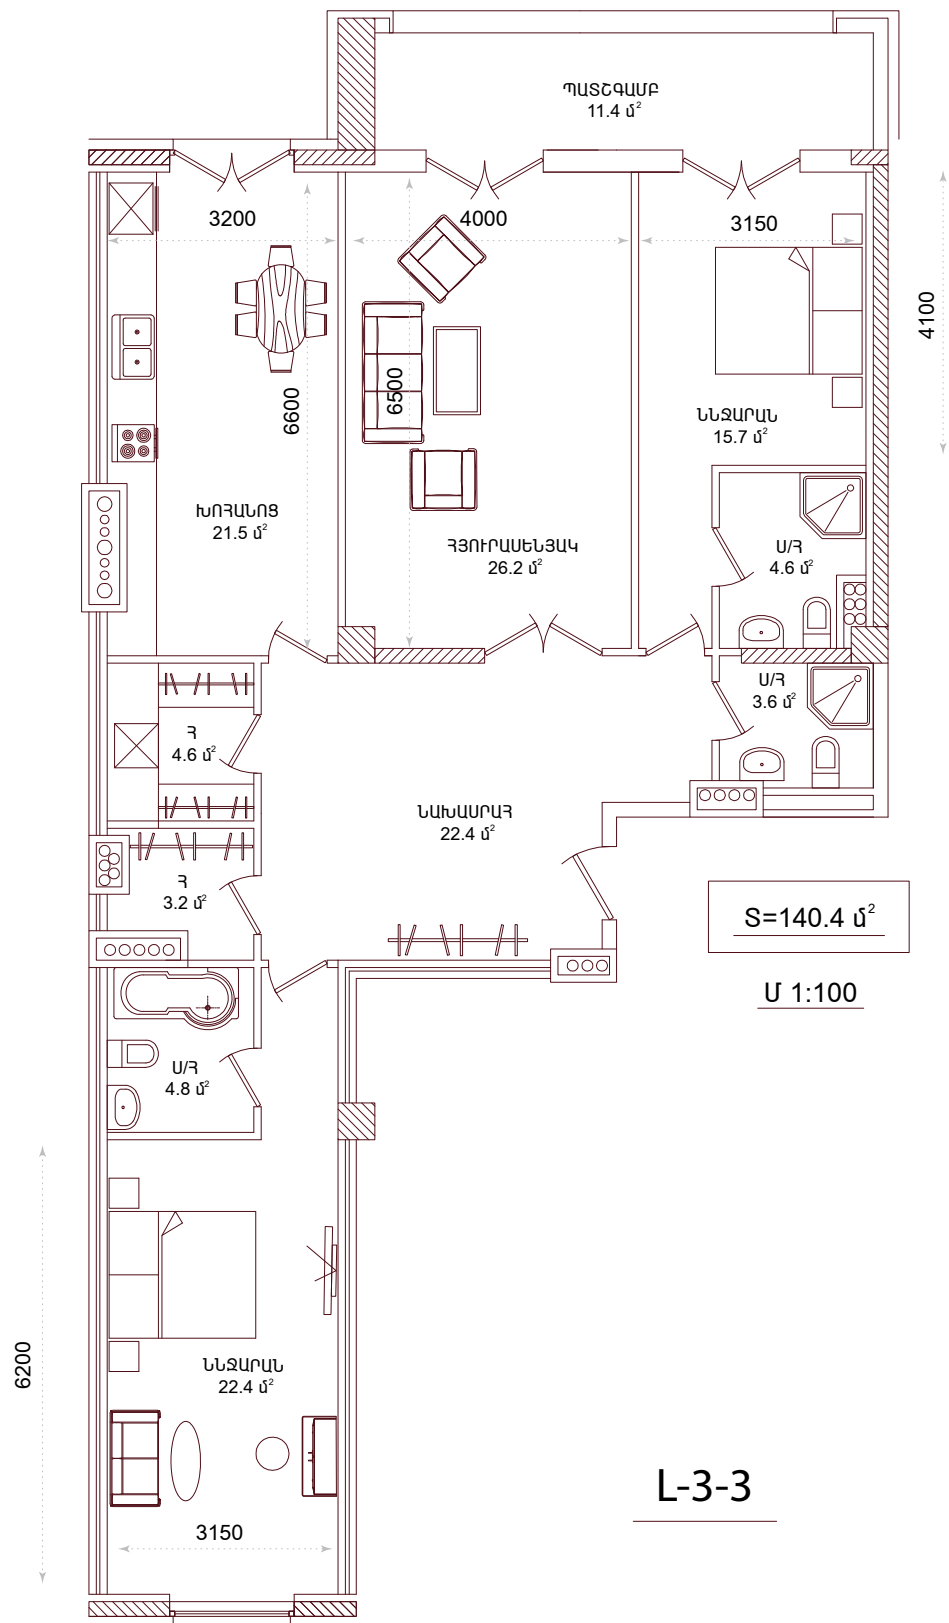 ՊԱՏՇԳԱՄԲ
11.4 մ²
3200
4000
3150
4100
6600
6500
ՆՆՋԱՐԱՆ
15.7 մ²
ԽՈՀԱՆՈՑ
21.5 մ²
ՀՅՈՒՐԱՍԵՆՅԱԿ
26.2 մ²
Ս/Հ
4.6 մ²
Ս/Հ
3.6 մ²
Հ
4.6 մ²
ՆԱԽԱՍՐԱՀ
22.4 մ²
Հ
3.2 մ²
S=140.4 մ²
Մ 1:100
Ս/Հ
4.8 մ²
6200
ՆՆՋԱՐԱՆ
22.4 մ²
L-3-3
3150